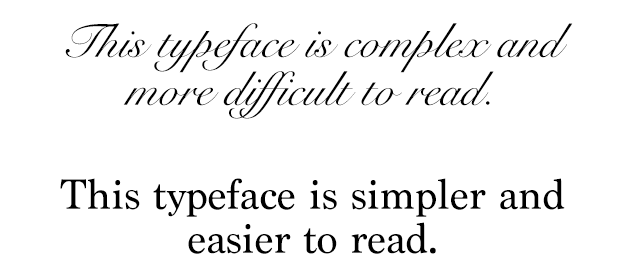 This typeface is complex and
more difficult to read.
This typeface is simpler and
easier to read.